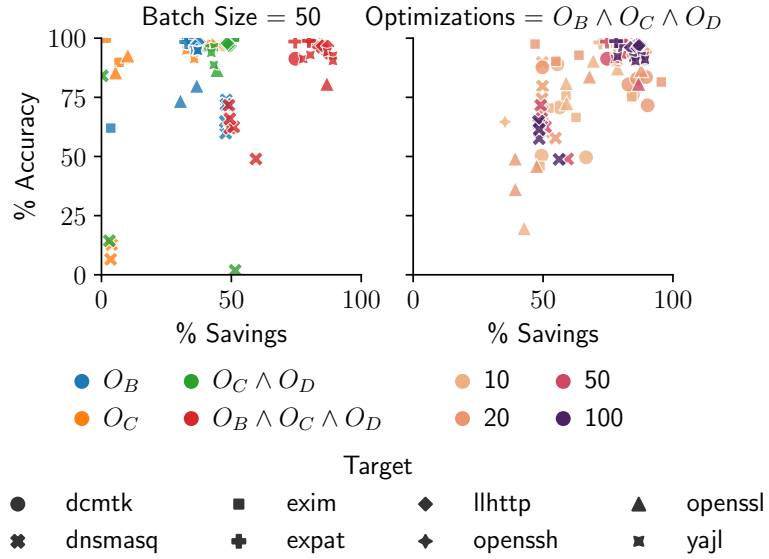 Batch Size = 50
Optimizations = O_B ∧ O_C ∧ O_D
% Accuracy
100
75
50
25
0
0 50 100
0 50 100
% Savings
% Savings
O_B O_C ∧ O_D 10 50
O_C O_B ∧ O_C ∧ O_D 20 100
Target
dcmtk exim llhttp openssl
dnsmasq expat openssh yajl